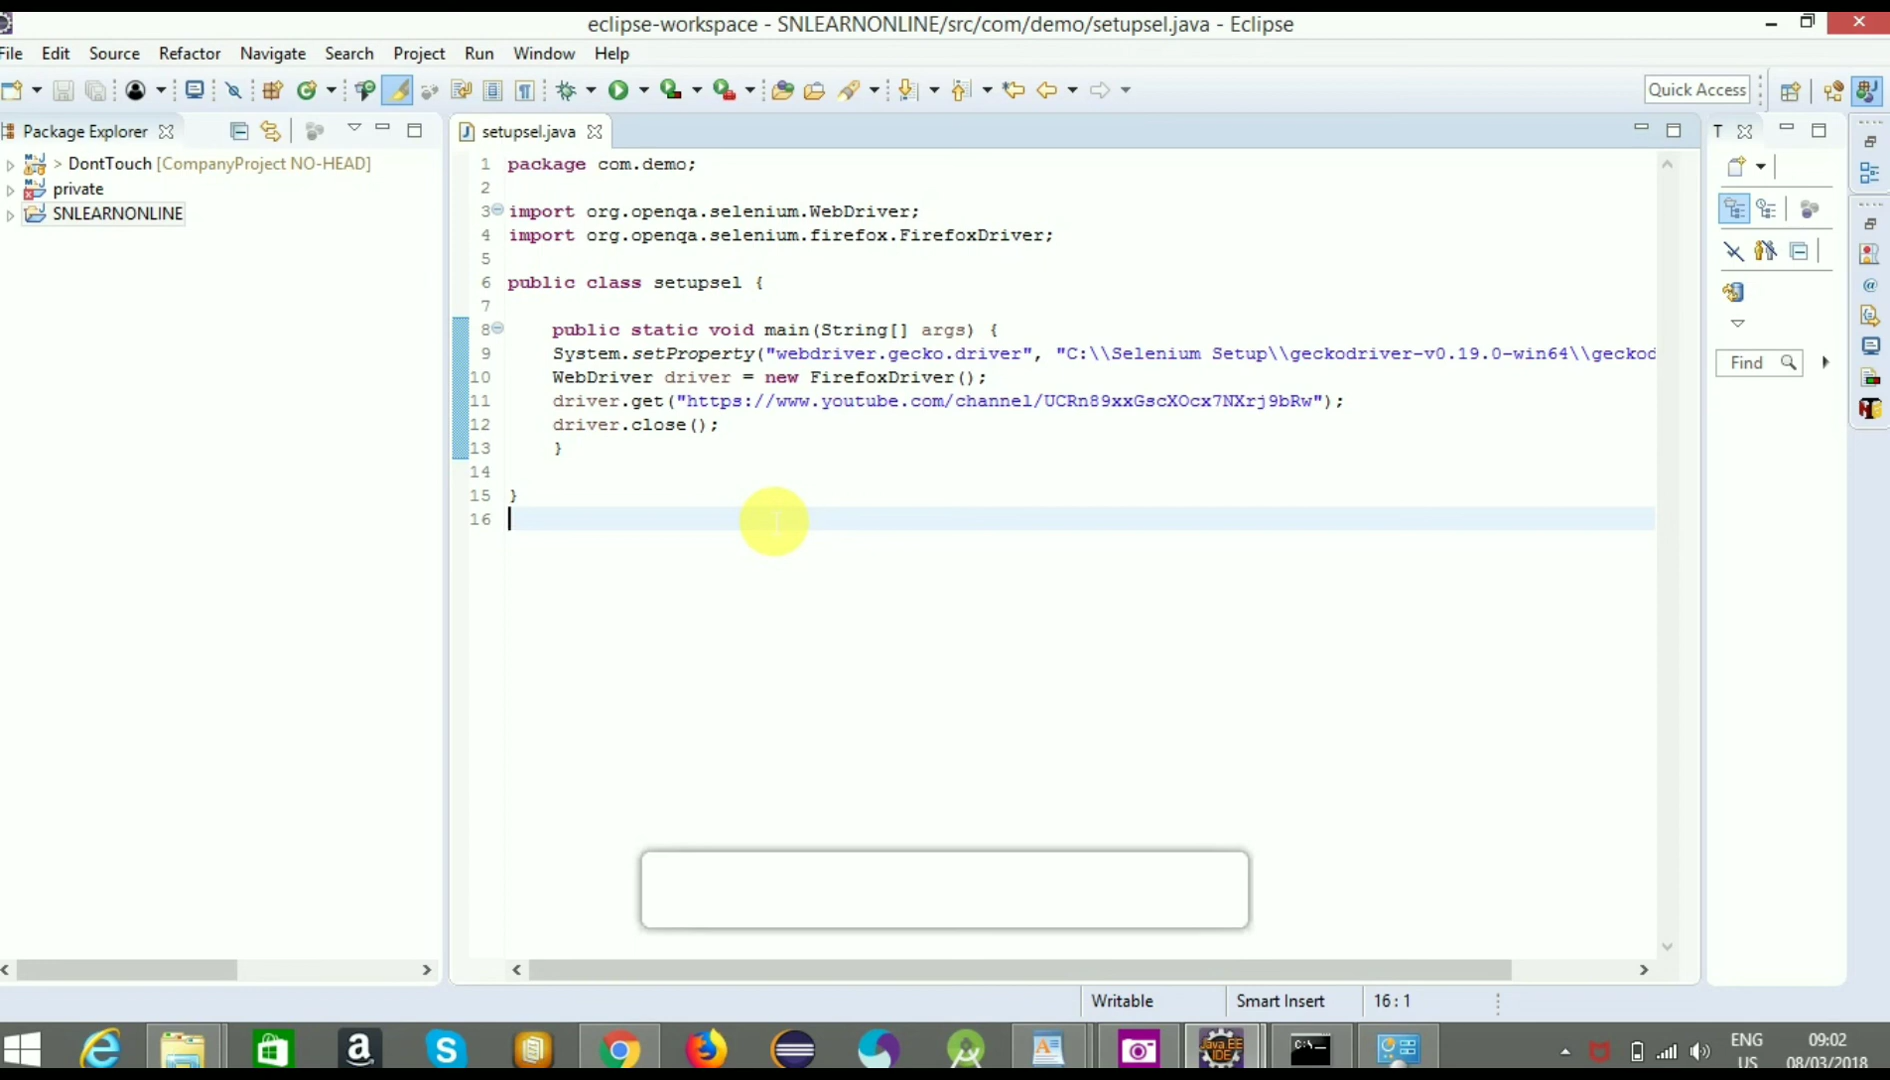 eclipse-workspace - SNLEARNONLINE/src/com/demo/setupsel.java - Eclipse
File Edit Source Refactor Navigate Search Project Run Window Help
Quick Access
Package Explorer
> DontTouch [CompanyProject NO-HEAD]
private
SNLEARNONLINE
setupsel.java
1 package com.demo;
2
3 import org.openqa.selenium.WebDriver;
4 import org.openqa.selenium.firefox.FirefoxDriver;
5
6 public class setupsel {
7
8 public static void main(String[] args) {
9 System.setProperty("webdriver.gecko.driver", "C:\\Selenium Setup\\geckodriver-v0.19.0-win64\\geckod
10 WebDriver driver = new FirefoxDriver();
11 driver.get("https://www.youtube.com/channel/UCRn89xxGscXOcx7NXrj9bRw");
12 driver.close();
13 }
14
15 }
16
T
Find
Writable Smart Insert 16 : 1
Java EE
IDE
C:\_
ENG
US
09:02
08/03/2018